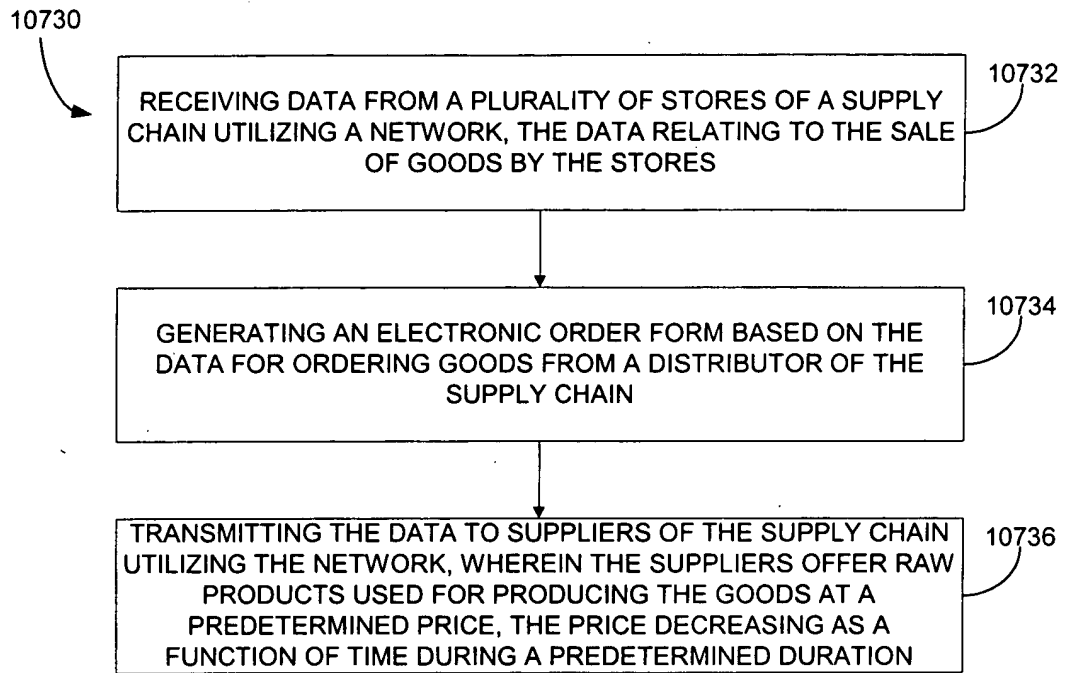 10730
10732
RECEIVING DATA FROM A PLURALITY OF STORES OF A SUPPLY
CHAIN UTILIZING A NETWORK, THE DATA RELATING TO THE SALE
OF GOODS BY THE STORES
10734
GENERATING AN ELECTRONIC ORDER FORM BASED ON THE
DATA FOR ORDERING GOODS FROM A DISTRIBUTOR OF THE
SUPPLY CHAIN
10736
TRANSMITTING THE DATA TO SUPPLIERS OF THE SUPPLY CHAIN
UTILIZING THE NETWORK, WHEREIN THE SUPPLIERS OFFER RAW
PRODUCTS USED FOR PRODUCING THE GOODS AT A
PREDETERMINED PRICE, THE PRICE DECREASING AS A
FUNCTION OF TIME DURING A PREDETERMINED DURATION